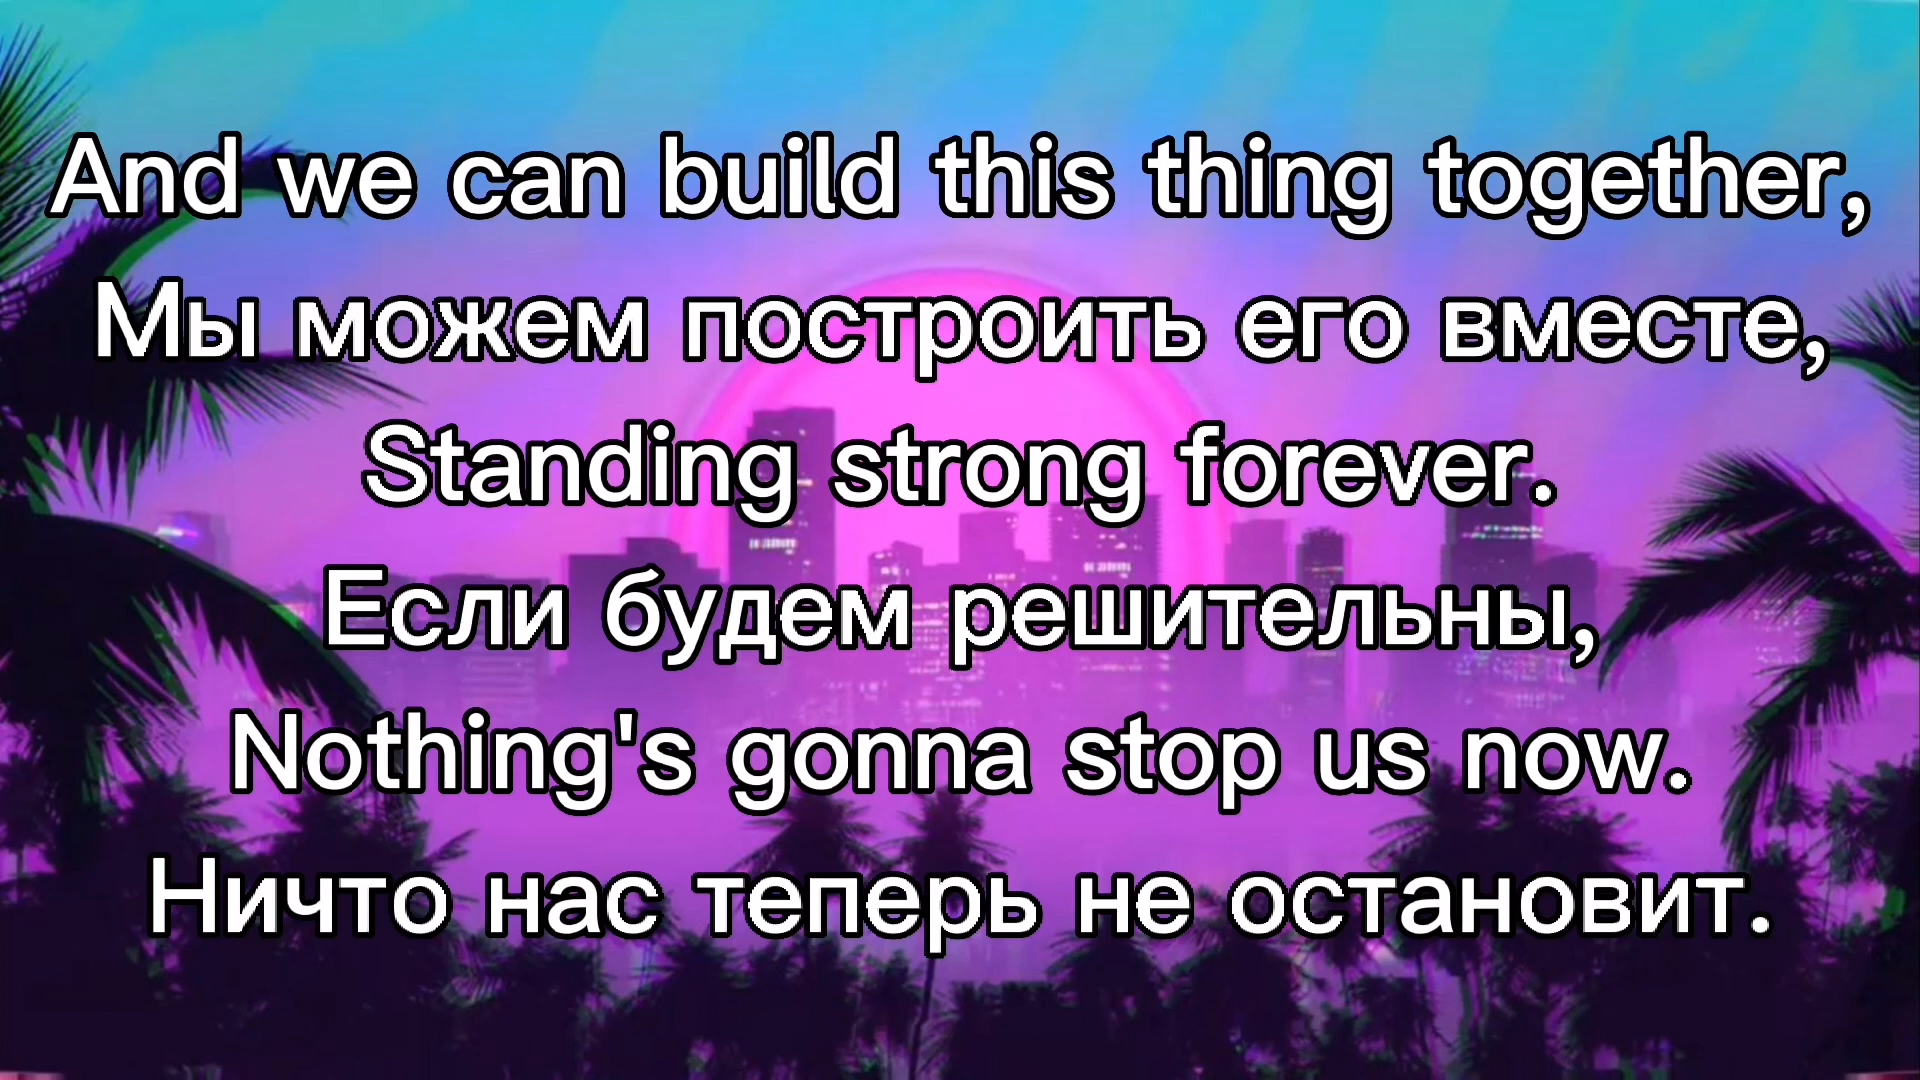 And we can build this thing together,
Мы можем построить его вместе,
Standing strong forever.
Если будем решительны,
Nothing's gonna stop us now.
Ничто нас теперь не остановит.